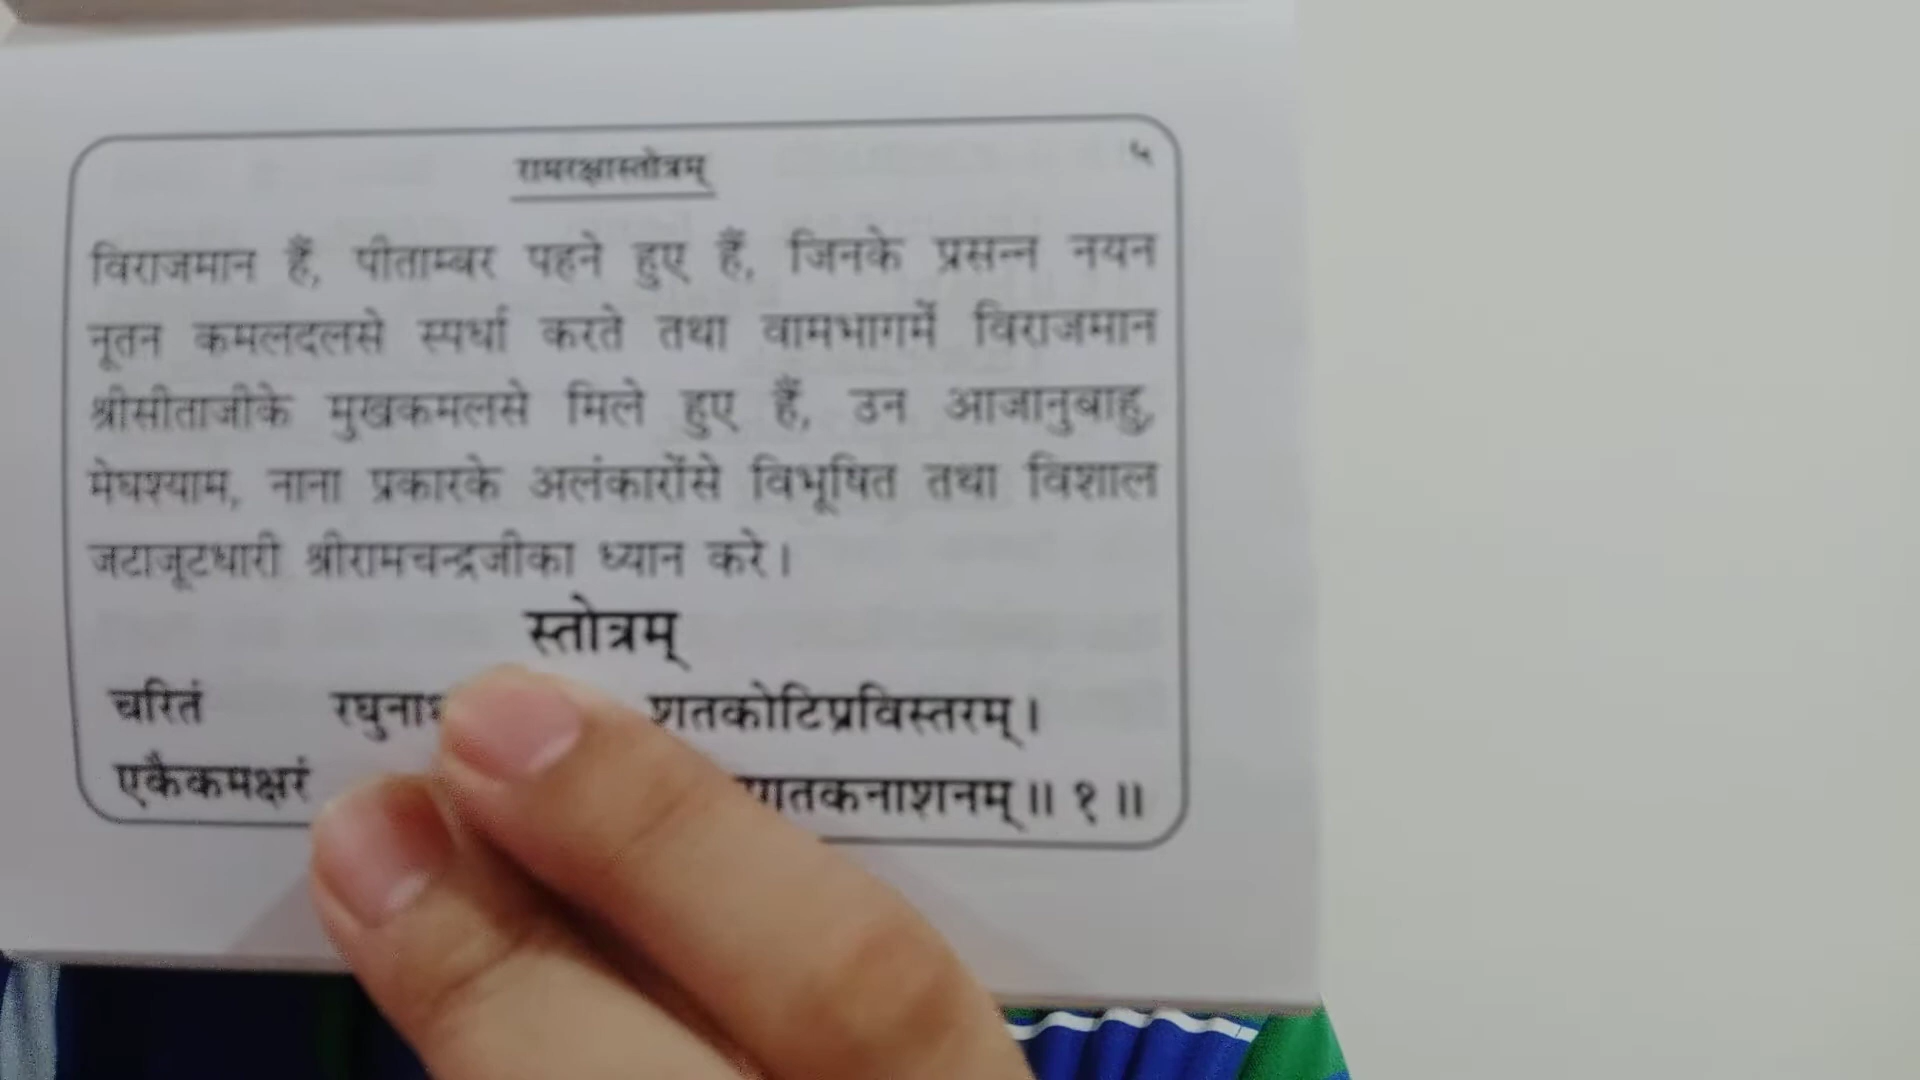 रामरक्षास्तोत्रम्
५
विराजमान हैं, पीताम्बर पहने हुए हैं, जिनके प्रसन्न नयन
नूतन कमलदलसे स्पर्धा करते तथा वामभागमें विराजमान
श्रीसीताजीके मुखकमलसे मिले हुए हैं, उन आजानुबाहु,
मेघश्याम, नाना प्रकारके अलंकारोंसे विभूषित तथा विशाल
जटाजूटधारी श्रीरामचन्द्रजीका ध्यान करे।
स्तोत्रम्
चरितं शतकोटिप्रविस्तरम्।
एकैकमक्षरं ॥ १ ॥